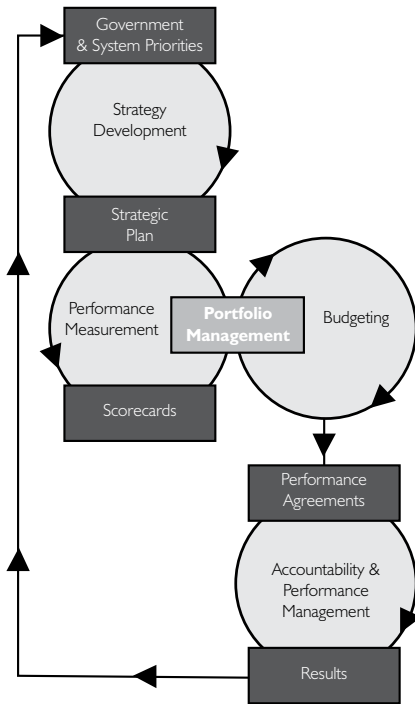 Government
& System Priorities
Strategy
Development
Strategic
Plan
Performance
Measurement
Portfolio
Management
Budgeting
Scorecards
Performance
Agreements
Accountability &
Performance
Management
Results